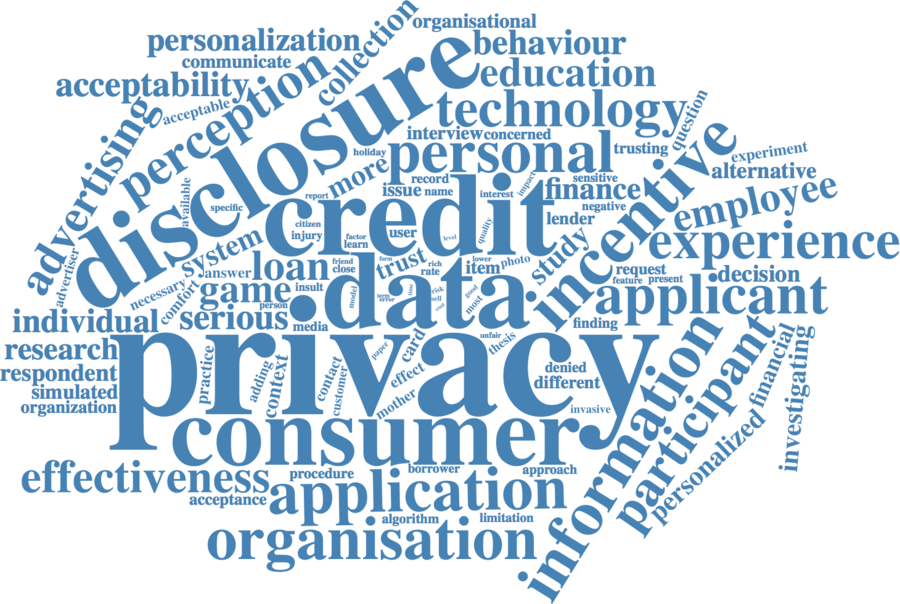 organisational
personalization
collection
behaviour
communicate
disclosure
acceptability
perception
education
acceptable
technology
question
advertising
interview
concerned
holiday
more
personal
trusting
incentive
experiment
alternative
record
sensitive
impact
available
issue
name
interest
finance
employee
report
credit
negative
specific
lender
citizen
injury
factor
learn
user
level
quality
study
experience
system
advertiser
answer
loan
friend
close
form
trust
rich
rate
lower
item
photo
request
feature
present
decision
necessary
comfort
game
insult
person
model
term
error
time
risk
sell
cost
good
most
data
applicant
individual
serious
media
finding
privacy
unfair
thesis
information
participant
financial
investigating
research
respondent
practice
adding
context
contact
customer
paper
card
effect
mother
denied
different
simulated
organization
invasive
consumer
personalized
effectiveness
procedure
borrower
approach
acceptance
application
algorithm
limitation
organisation